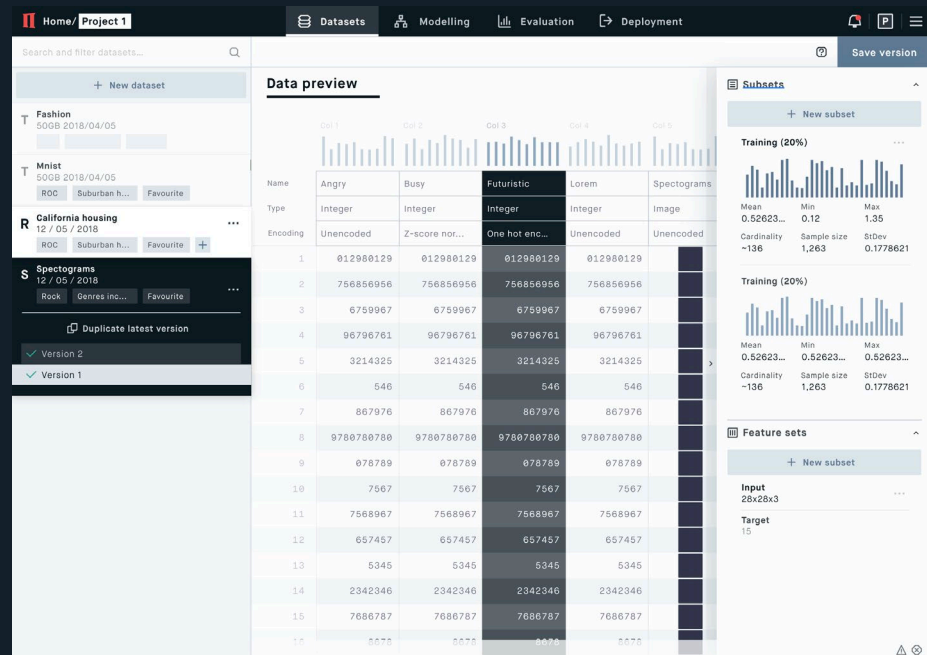 Home/ Project 1
Datasets
Modelling
Evaluation
Deployment
P
Search and filter datasets...
Save version
+ New dataset
T Fashion
50GB 2018/04/05
T Mnist
50GB 2018/04/05
ROC Suburban h... Favourite
R California housing
12 / 05 / 2018
ROC Suburban h... Favourite +
S Spectograms
12 / 05 / 2018
Rock Genres inc... Favourite
Duplicate latest version
Version 2
Version 1
Data preview
Col 1 Col 2 Col 3 Col 4 Col 5
Name Angry Busy Futuristic Lorem Spectograms
Type Integer Integer Integer Integer Image
Encoding Unencoded Z-score nor... One hot enc... Unencoded Unencoded
1 012980129 012980129 012980129 012980129
2 756856956 756856956 756856956 756856956
3 6759967 6759967 6759967 6759967
4 96796761 96796761 96796761 96796761
5 3214325 3214325 3214325 3214325
6 546 546 546 546
7 867976 867976 867976 867976
8 9780780780 9780780780 9780780780 9780780780
9 078789 078789 078789 078789
10 7567 7567 7567 7567
11 7568967 7568967 7568967 7568967
12 657457 657457 657457 657457
13 5345 5345 5345 5345
14 2342346 2342346 2342346 2342346
15 7686787 7686787 7686787 7686787
16 8678 8678 8678 8678
Subsets
+ New subset
Training (20%)
Mean Min Max
0.52623... 0.12 1.35
Cardinality Sample size StDev
~136 1,263 0.1778621
Training (20%)
Mean Min Max
0.52623... 0.52623... 0.52623...
Cardinality Sample size StDev
~136 1,263 0.1778621
Feature sets
+ New subset
Input
28x28x3
Target
15